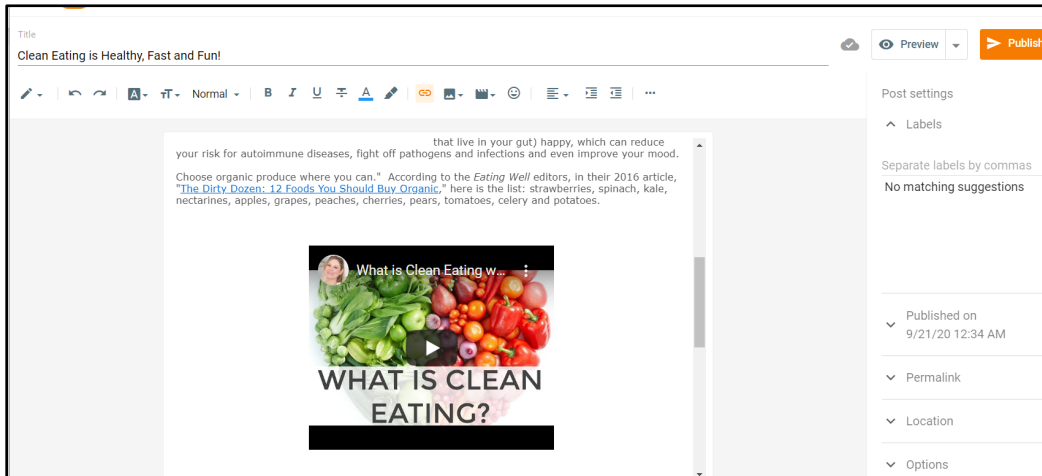 Title
Clean Eating is Healthy, Fast and Fun!
Preview
Publish
Normal
B I U A
Post settings
Labels
Separate labels by commas
No matching suggestions
that live in your gut) happy, which can reduce
your risk for autoimmune diseases, fight off pathogens and infections and even improve your mood.
Choose organic produce where you can." According to the Eating Well editors, in their 2016 article,
"The Dirty Dozen: 12 Foods You Should Buy Organic," here is the list: strawberries, spinach, kale,
nectarines, apples, grapes, peaches, cherries, pears, tomatoes, celery and potatoes.
What is Clean Eating w...
WHAT IS CLEAN
EATING?
Published on
9/21/20 12:34 AM
Permalink
Location
Options